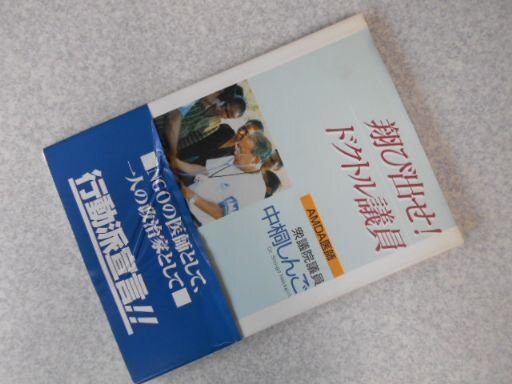 翔び出せ!
ドクトル議員
AMDA医師
衆議院議員
中桐しんご
■NGOの医師として、
一人の政治家として■
行動派宣言!!